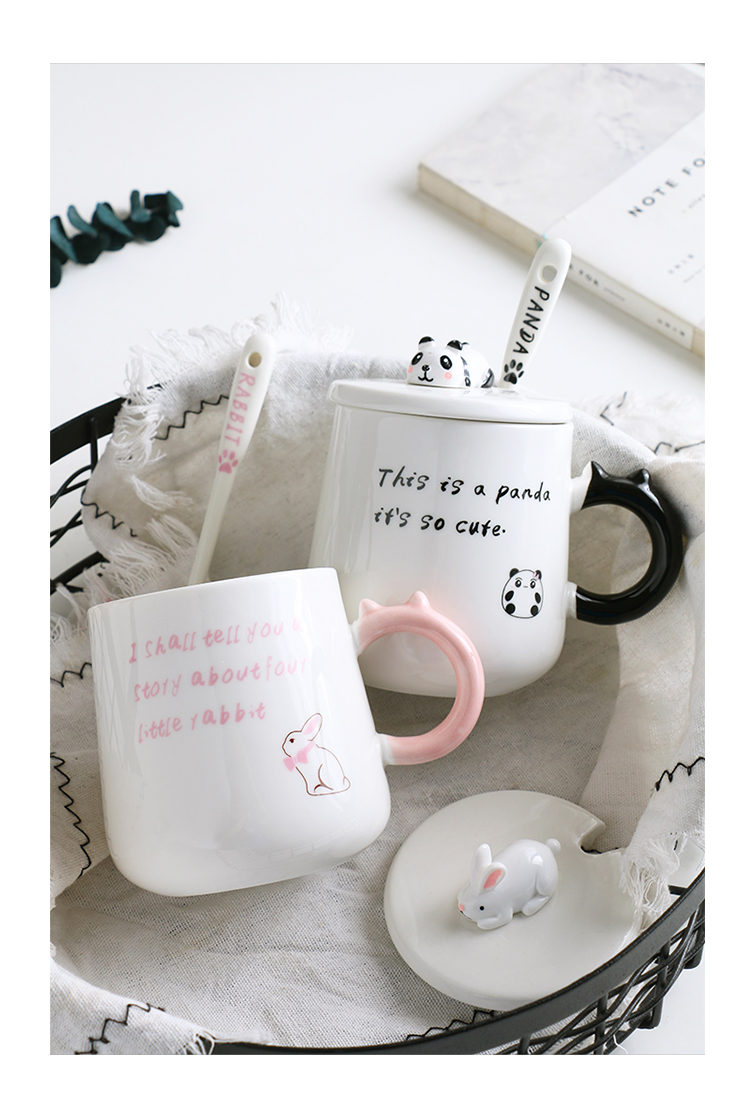 NOTE FO
PANDA
RABBIT
This is a panda
it's so cute.
I shall tell you a
story about four
little rabbit